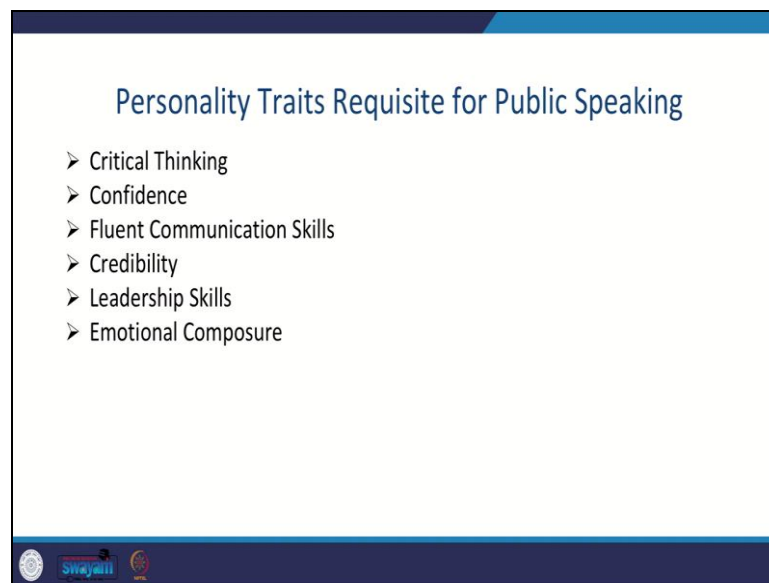 Personality Traits Requisite for Public Speaking
➤ Critical Thinking
➤ Confidence
➤ Fluent Communication Skills
➤ Credibility
➤ Leadership Skills
➤ Emotional Composure
swayam